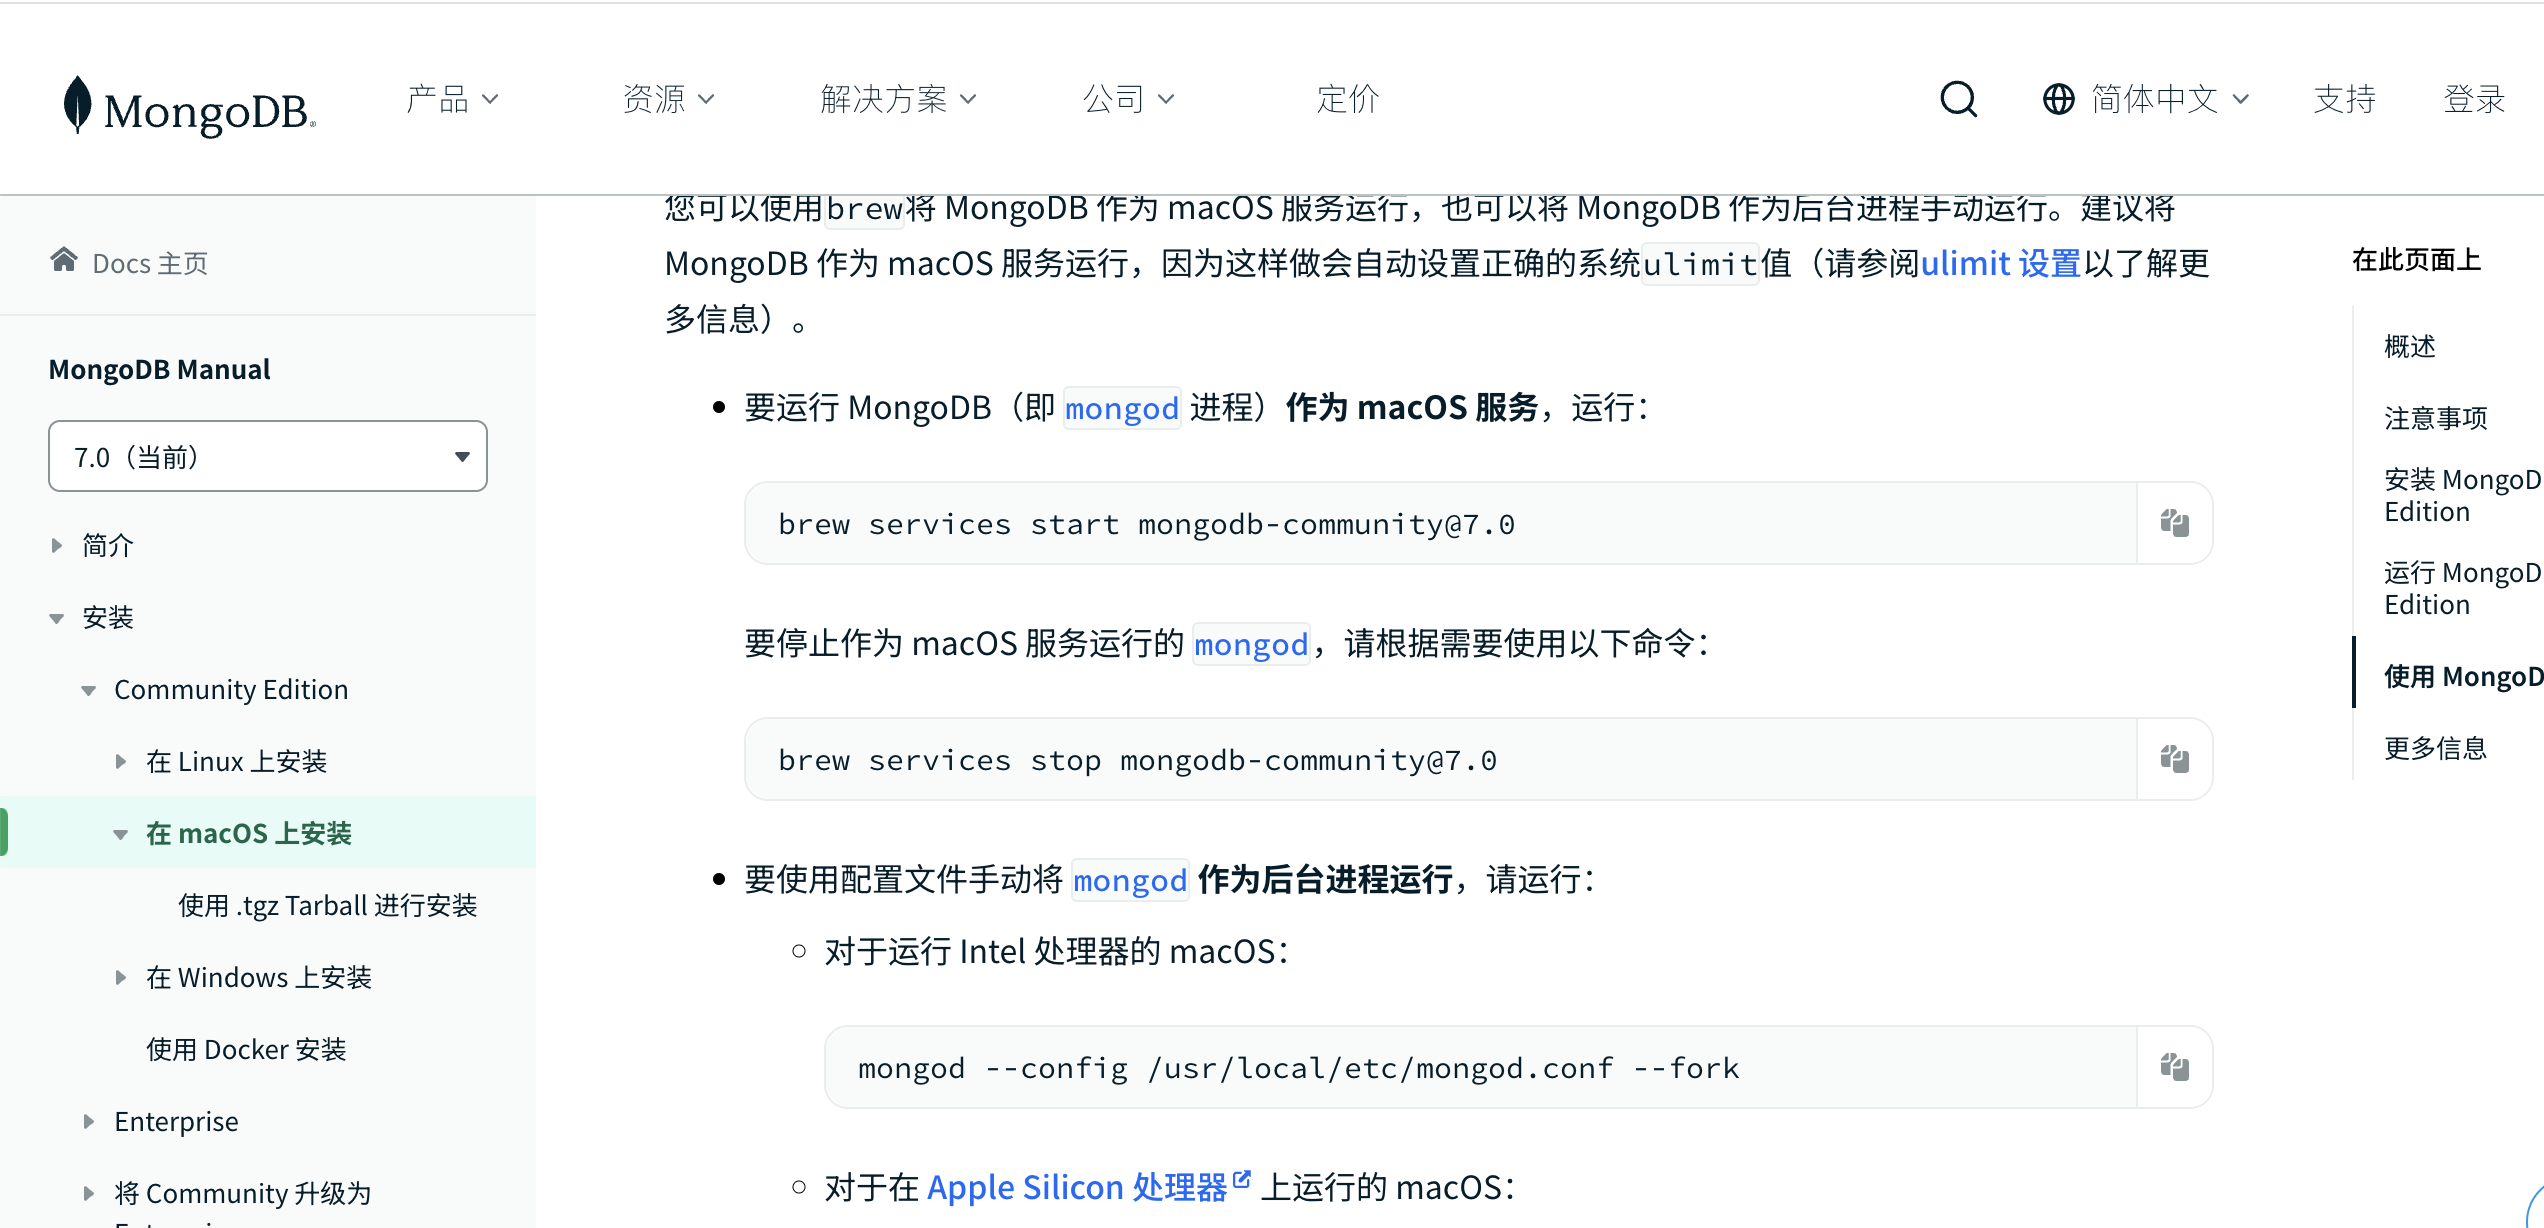 MongoDB®
产品
资源
解决方案
公司
定价
简体中文
支持
登录
Docs 主页
MongoDB Manual
7.0（当前）
简介
安装
Community Edition
在 Linux 上安装
在 macOS 上安装
使用 .tgz Tarball 进行安装
在 Windows 上安装
使用 Docker 安装
Enterprise
将 Community 升级为
您可以使用brew将 MongoDB 作为 macOS 服务运行，也可以将 MongoDB 作为后台进程手动运行。建议将
MongoDB 作为 macOS 服务运行，因为这样做会自动设置正确的系统ulimit值（请参阅ulimit 设置以了解更
多信息）。
要运行 MongoDB（即 mongod 进程）作为 macOS 服务，运行：
brew services start mongodb-community@7.0
要停止作为 macOS 服务运行的 mongod，请根据需要使用以下命令：
brew services stop mongodb-community@7.0
要使用配置文件手动将 mongod 作为后台进程运行，请运行：
对于运行 Intel 处理器的 macOS：
mongod --config /usr/local/etc/mongod.conf --fork
对于在 Apple Silicon 处理器 上运行的 macOS：
在此页面上
概述
注意事项
安装 MongoD
Edition
运行 MongoD
Edition
使用 MongoD
更多信息